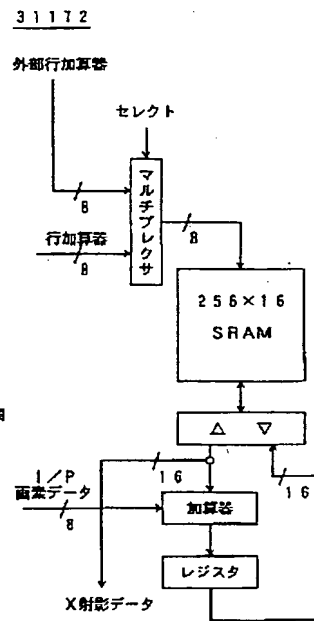 31172
外部行加算器
セレクト
マルチプレクサ
8
行加算器
8
8
256×16
SRAM
△ ▽
I/P
画素データ
8
16
16
加算器
レジスタ
X射影データ